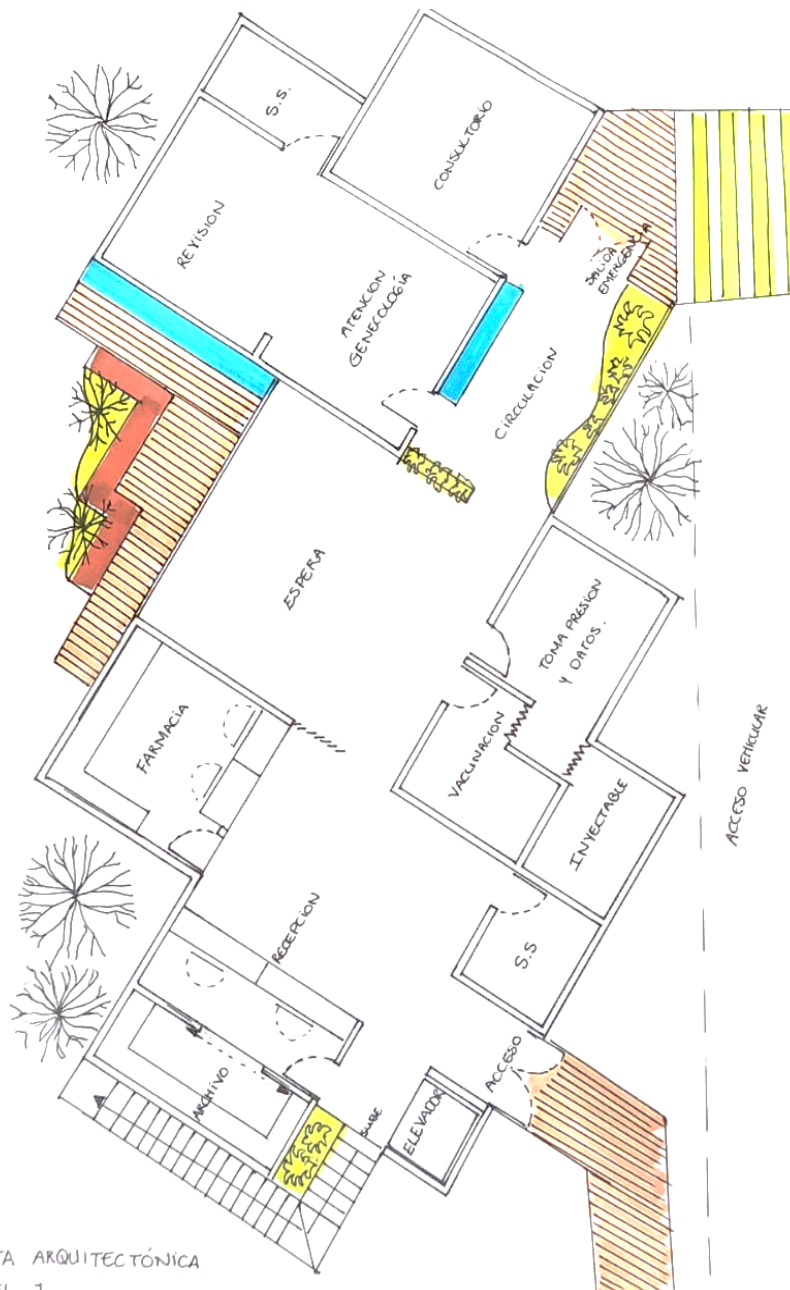 S.S.
CONSULTORIO
REVISION
ATENCION
GENECOLOGÍA
SALIDA
EMERGENCIA
CIRCULACION
ESPERA
TOMA PRESION
Y DATOS.
FARMACIA
VACUNACION
INYECTABLE
ACCESO VEHICULAR
RECEPCION
S.S
ARCHIVO
SUBE
ELEVADOR
ACCESO
TA ARQUITECTÓNICA